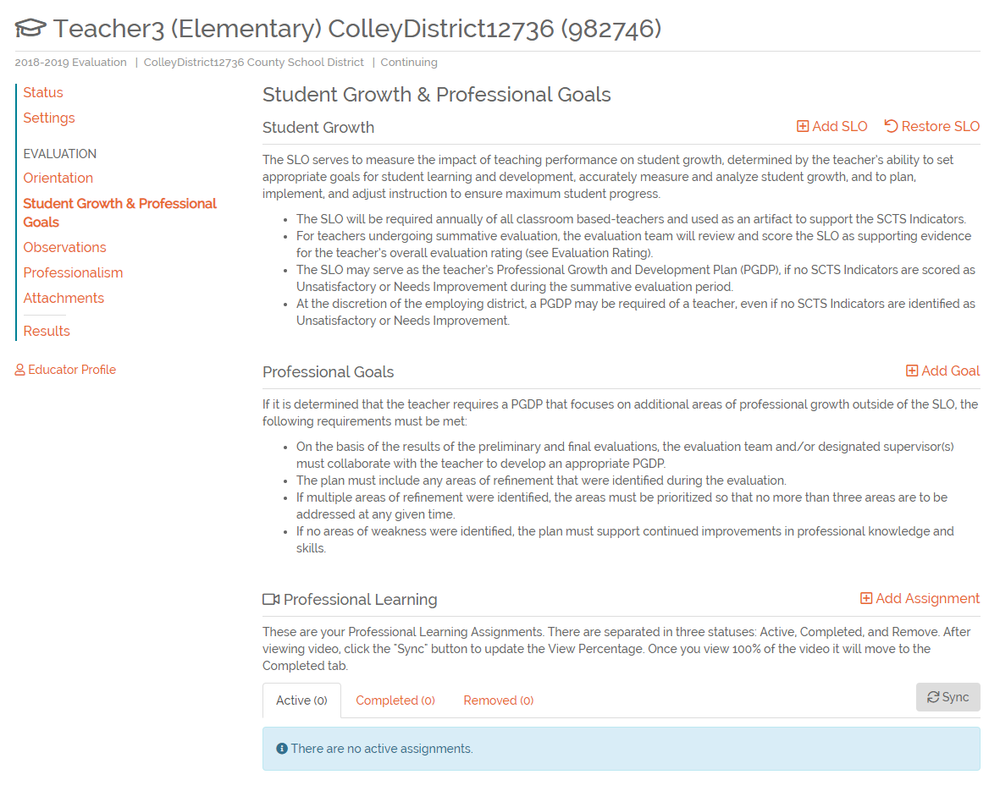 Teacher3 (Elementary) ColleyDistrict12736 (982746)
2018-2019 Evaluation | ColleyDistrict12736 County School District | Continuing
Status
Settings
EVALUATION
Orientation
Student Growth & Professional
Goals
Observations
Professionalism
Attachments
Results
Educator Profile
Student Growth & Professional Goals
Student Growth
Add SLO
Restore SLO
The SLO serves to measure the impact of teaching performance on student growth, determined by the teacher's ability to set
appropriate goals for student learning and development, accurately measure and analyze student growth, and to plan,
implement, and adjust instruction to ensure maximum student progress.
• The SLO will be required annually of all classroom based-teachers and used as an artifact to support the SCTS Indicators.
• For teachers undergoing summative evaluation, the evaluation team will review and score the SLO as supporting evidence
for the teacher's overall evaluation rating (see Evaluation Rating).
• The SLO may serve as the teacher's Professional Growth and Development Plan (PGDP), if no SCTS Indicators are scored as
Unsatisfactory or Needs Improvement during the summative evaluation period.
• At the discretion of the employing district, a PGDP may be required of a teacher, even if no SCTS Indicators are identified as
Unsatisfactory or Needs Improvement.
Professional Goals
Add Goal
If it is determined that the teacher requires a PGDP that focuses on additional areas of professional growth outside of the SLO, the
following requirements must be met:
• On the basis of the results of the preliminary and final evaluations, the evaluation team and/or designated supervisor(s)
must collaborate with the teacher to develop an appropriate PGDP.
• The plan must include any areas of refinement that were identified during the evaluation.
• If multiple areas of refinement were identified, the areas must be prioritized so that no more than three areas are to be
addressed at any given time.
• If no areas of weakness were identified, the plan must support continued improvements in professional knowledge and
skills.
Professional Learning
Add Assignment
These are your Professional Learning Assignments. There are separated in three statuses: Active, Completed, and Remove. After
viewing video, click the "Sync" button to update the View Percentage. Once you view 100% of the video it will move to the
Completed tab.
Active (0)
Completed (0)
Removed (0)
Sync
There are no active assignments.